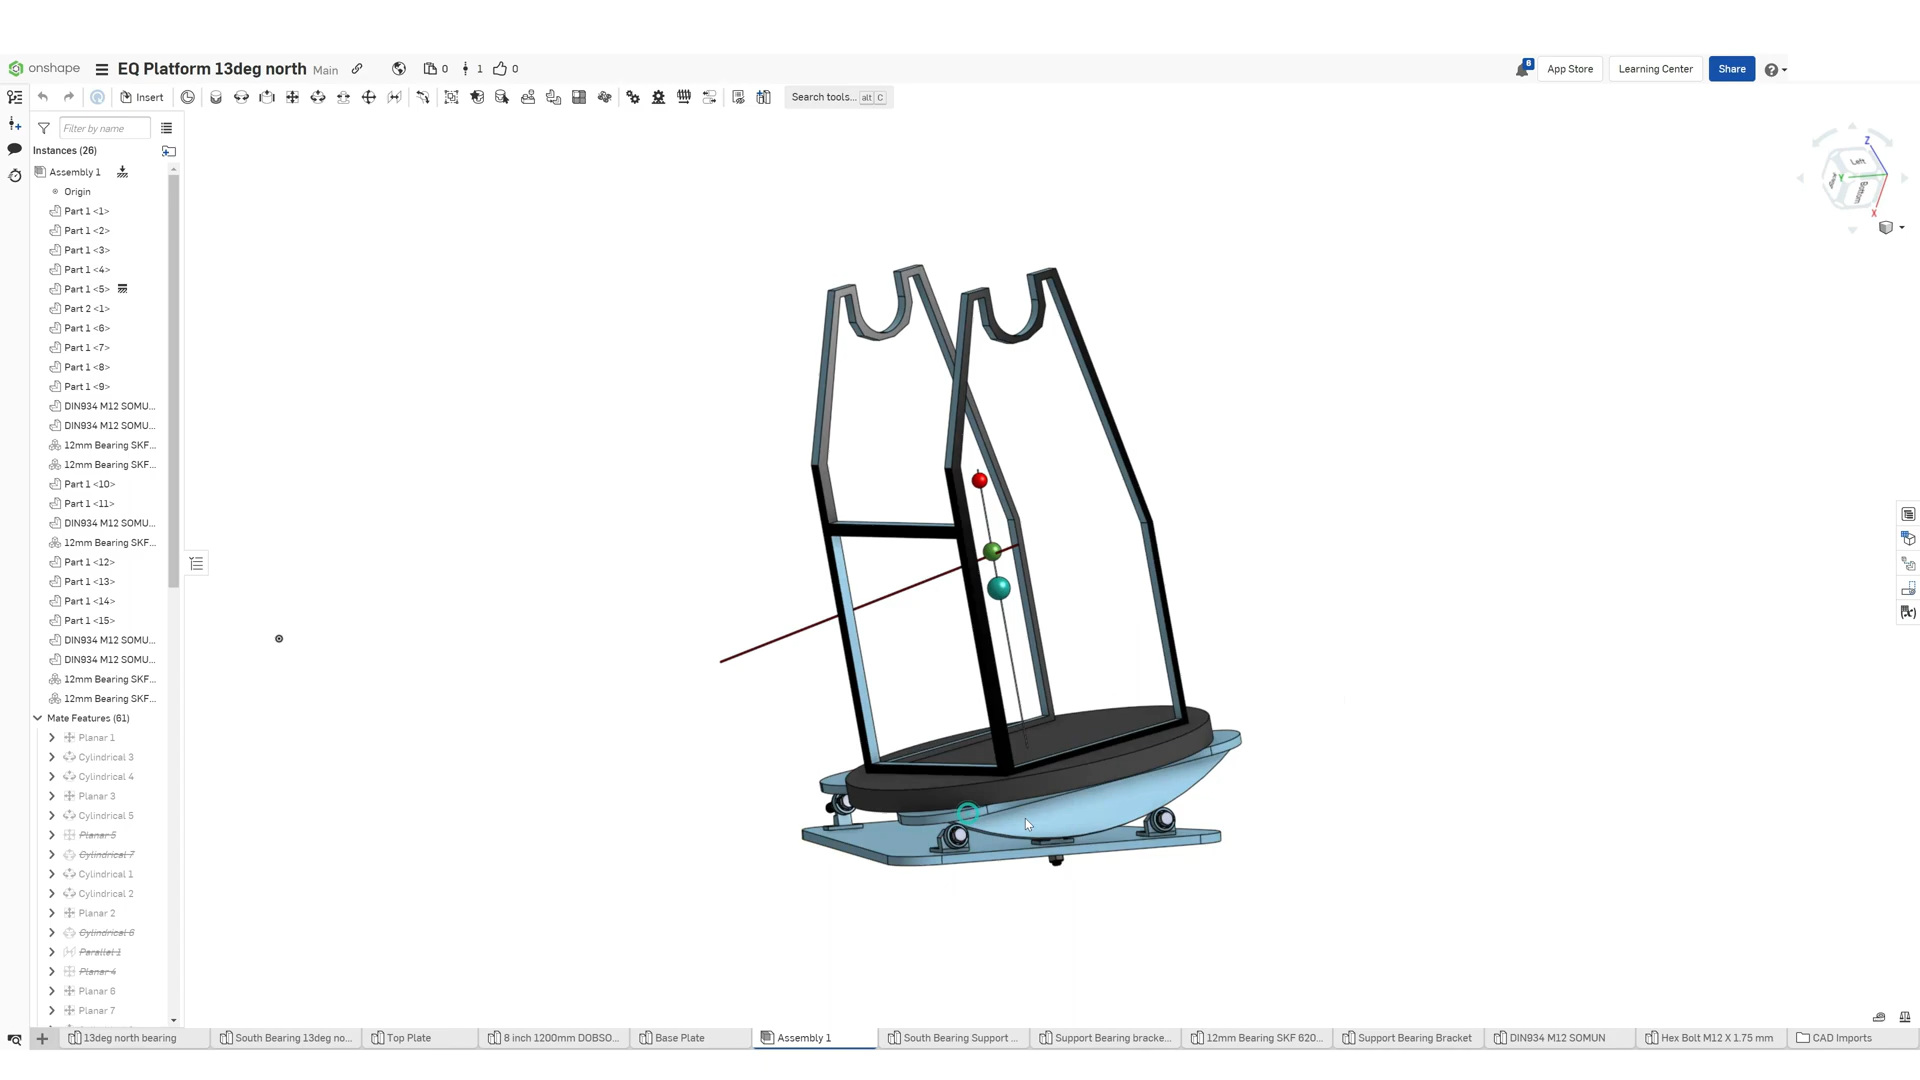 onshape
EQ Platform 13deg north Main 0 1 0
8 App Store Learning Center Share
Insert
Search tools... alt C
Filter by name
Instances (26)
Assembly 1
Origin
Part 1 <1>
Part 1 <2>
Part 1 <3>
Part 1 <4>
Part 1 <5>
Part 2 <1>
Part 1 <6>
Part 1 <7>
Part 1 <8>
Part 1 <9>
DIN934 M12 SOMU...
DIN934 M12 SOMU...
12mm Bearing SKF...
12mm Bearing SKF...
Part 1 <10>
Part 1 <11>
DIN934 M12 SOMU...
12mm Bearing SKF...
Part 1 <12>
Part 1 <13>
Part 1 <14>
Part 1 <15>
DIN934 M12 SOMU...
DIN934 M12 SOMU...
12mm Bearing SKF...
12mm Bearing SKF...
Mate Features (61)
Planar 1
Cylindrical 3
Cylindrical 4
Planar 3
Cylindrical 5
Planar 5
Cylindrical 7
Cylindrical 1
Cylindrical 2
Planar 2
Cylindrical 6
Parallel 1
Planar 4
Planar 6
Planar 7
Z
Left
Y
Bottom
X
13deg north bearing
South Bearing 13deg no...
Top Plate
8 inch 1200mm DOBSO...
Base Plate
Assembly 1
South Bearing Support ...
Support Bearing bracke...
12mm Bearing SKF 620...
Support Bearing Bracket
DIN934 M12 SOMUN
Hex Bolt M12 X 1.75 mm
CAD Imports